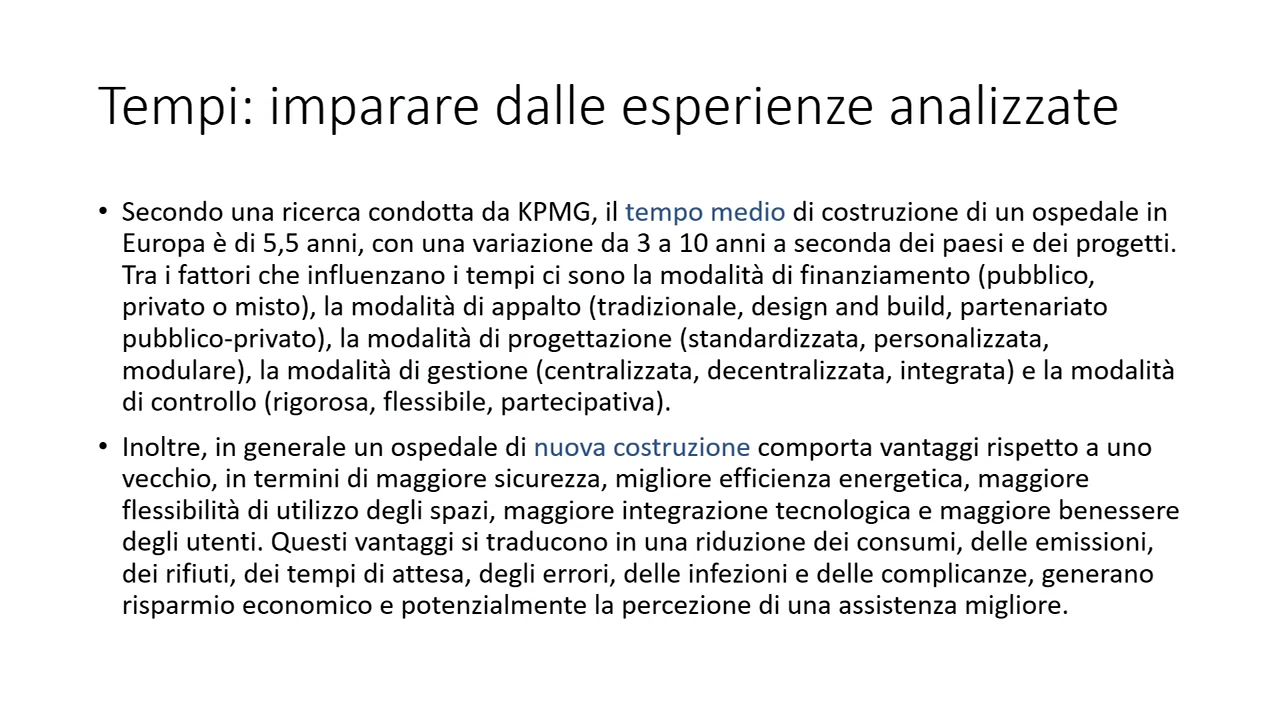 Tempi: imparare dalle esperienze analizzate
• Secondo una ricerca condotta da KPMG, il tempo medio di costruzione di un ospedale in
Europa è di 5,5 anni, con una variazione da 3 a 10 anni a seconda dei paesi e dei progetti.
Tra i fattori che influenzano i tempi ci sono la modalità di finanziamento (pubblico,
privato o misto), la modalità di appalto (tradizionale, design and build, partenariato
pubblico-privato), la modalità di progettazione (standardizzata, personalizzata,
modulare), la modalità di gestione (centralizzata, decentralizzata, integrata) e la modalità
di controllo (rigorosa, flessibile, partecipativa).
• Inoltre, in generale un ospedale di nuova costruzione comporta vantaggi rispetto a uno
vecchio, in termini di maggiore sicurezza, migliore efficienza energetica, maggiore
flessibilità di utilizzo degli spazi, maggiore integrazione tecnologica e maggiore benessere
degli utenti. Questi vantaggi si traducono in una riduzione dei consumi, delle emissioni,
dei rifiuti, dei tempi di attesa, degli errori, delle infezioni e delle complicanze, generano
risparmio economico e potenzialmente la percezione di una assistenza migliore.